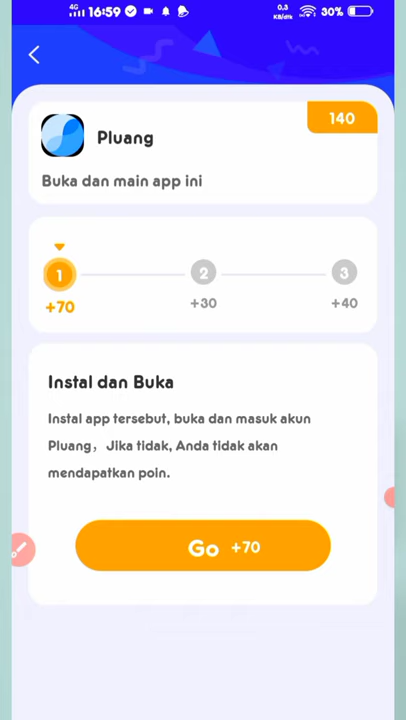 4G 16:59 0,3 KB/dtk 30%
Pluang
140
Buka dan main app ini
1 2 3
+70 +30 +40
Instal dan Buka
Instal app tersebut, buka dan masuk akun
Pluang，Jika tidak, Anda tidak akan
mendapatkan poin.
Go +70